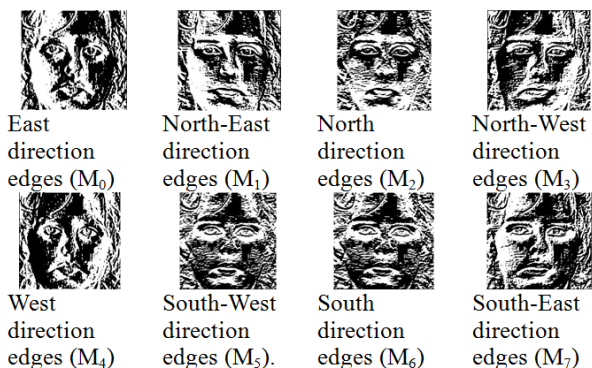 East
direction
edges (M0)
North-East
direction
edges (M1)
North
direction
edges (M2)
North-West
direction
edges (M3)
West
direction
edges (M4)
South-West
direction
edges (M5).
South
direction
edges (M6)
South-East
direction
edges (M7)